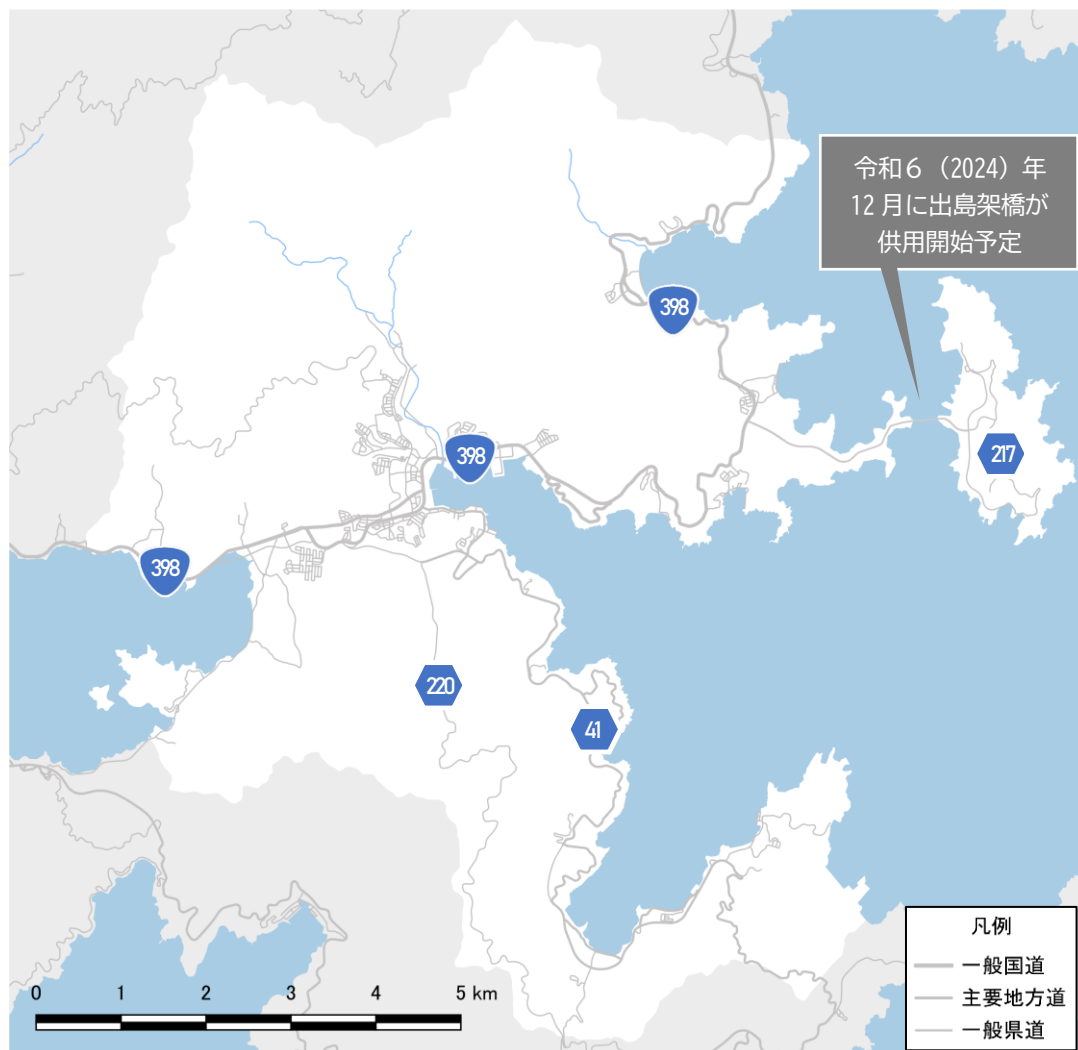 令和６（2024）年
12月に出島架橋が
供用開始予定
398
398
217
398
220
41
凡例
一般国道
主要地方道
一般県道
0 1 2 3 4 5 km